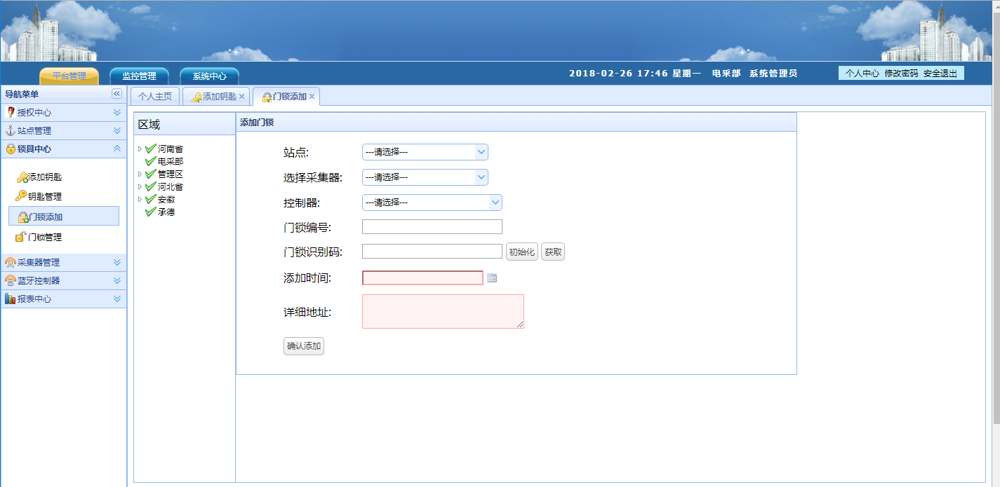 平台管理 监控管理 系统中心 2018-02-26 17:46 星期一 电采部 系统管理员 个人中心 修改密码 安全退出
导航菜单
授权中心
站点管理
锁具中心
添加钥匙
钥匙管理
门锁添加
门锁管理
采集器管理
蓝牙控制器
报表中心
个人主页 添加钥匙 门锁添加
区域
河南省
电采部
管理区
河北省
安徽
承德
添加门锁
站点: ---请选择---
选择采集器: ---请选择---
控制器: ---请选择---
门锁编号:
门锁识别码: 初始化 获取
添加时间:
详细地址:
确认添加